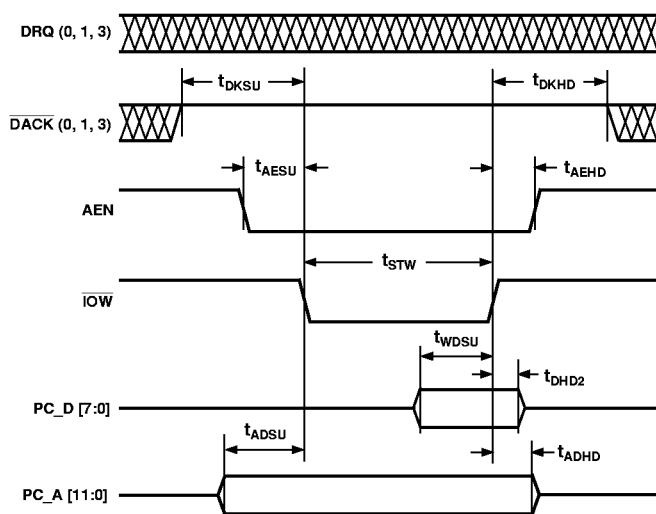 DRQ (0, 1, 3)
tDKSU
tDKHD
DACK (0, 1, 3)
tAESU
tAEHD
AEN
tSTW
IOW
tWDSU
tDHD2
PC_D [7:0]
tADSU
tADHD
PC_A [11:0]